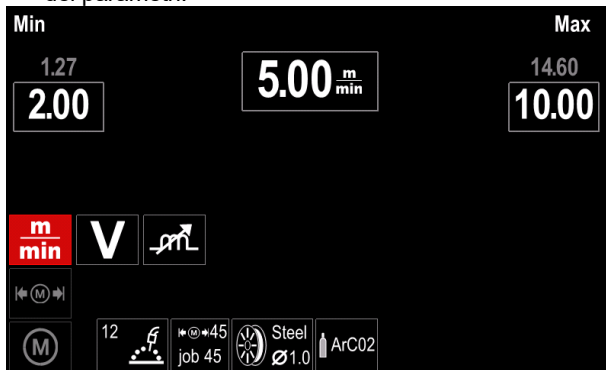 Min Max
1.27 14.60
2.00 5.00 m/min 10.00
m/min V
M
12 M 45 Steel
M job 45 Ø1.0 ArC02